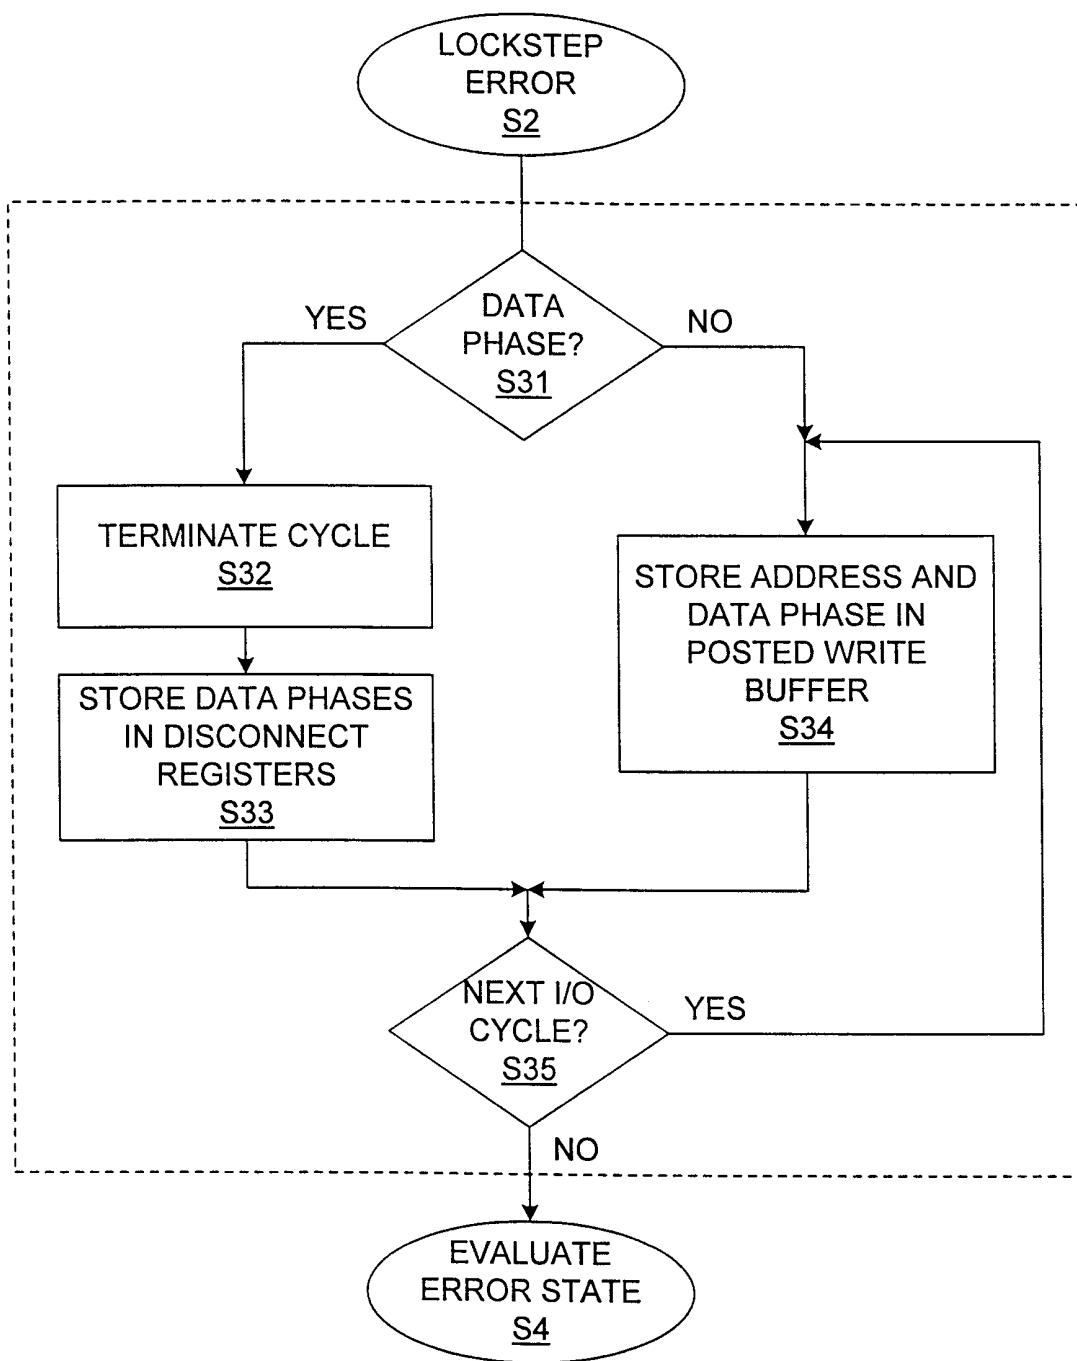 LOCKSTEP
ERROR
S2
DATA
PHASE?
S31
YES
NO
TERMINATE CYCLE
S32
STORE DATA PHASES
IN DISCONNECT
REGISTERS
S33
STORE ADDRESS AND
DATA PHASE IN
POSTED WRITE
BUFFER
S34
NEXT I/O
CYCLE?
S35
YES
NO
EVALUATE
ERROR STATE
S4